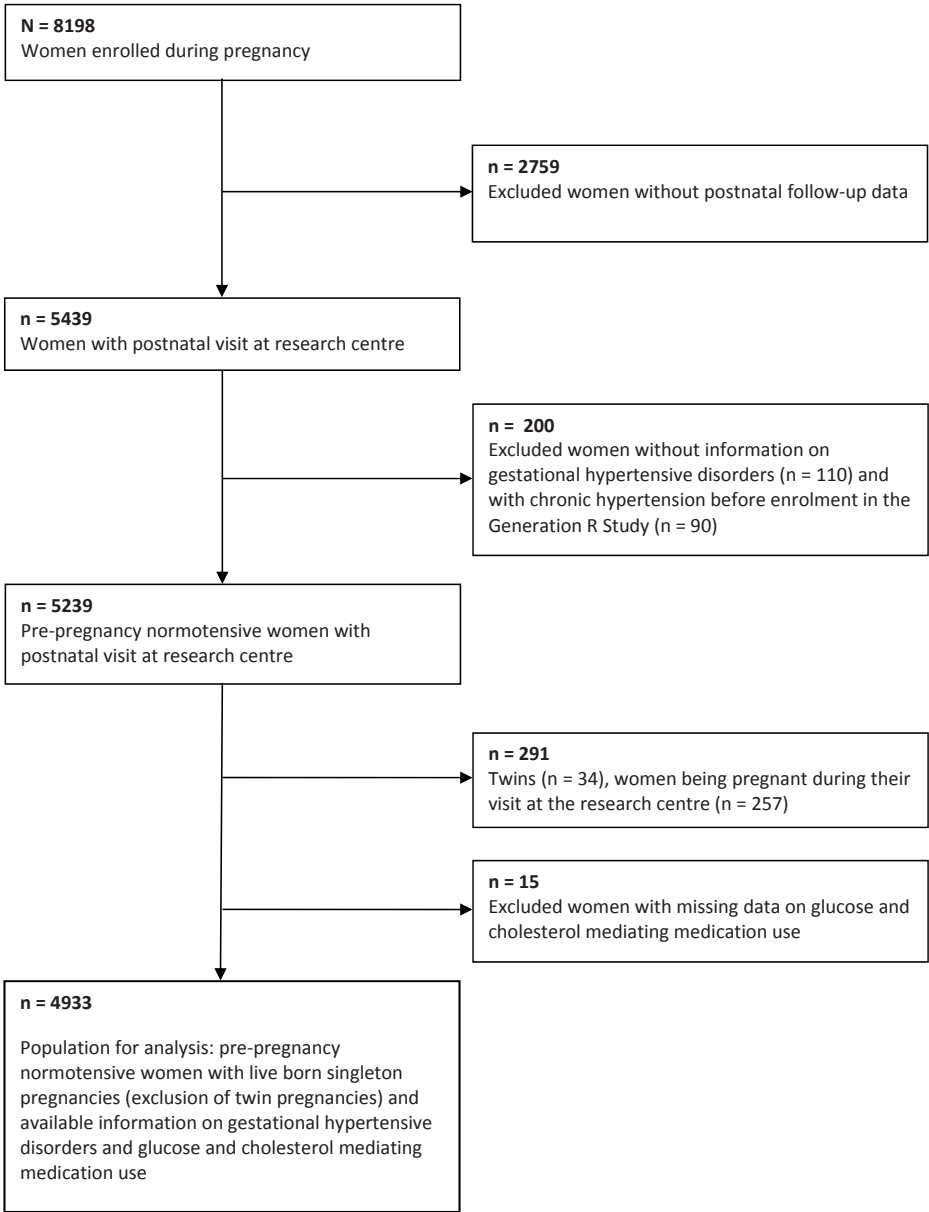 N = 8198
Women enrolled during pregnancy
n = 2759
Excluded women without postnatal follow-up data
n = 5439
Women with postnatal visit at research centre
n =  200
Excluded women without information on
gestational hypertensive disorders (n = 110) and
with chronic hypertension before enrolment in the
Generation R Study (n = 90)
n = 5239
Pre-pregnancy normotensive women with
postnatal visit at research centre
n = 291
Twins (n = 34), women being pregnant during their
visit at the research centre (n = 257)
n = 15
Excluded women with missing data on glucose and
cholesterol mediating medication use
n = 4933
Population for analysis: pre-pregnancy
normotensive women with live born singleton
pregnancies (exclusion of twin pregnancies) and
available information on gestational hypertensive
disorders and glucose and cholesterol mediating
medication use